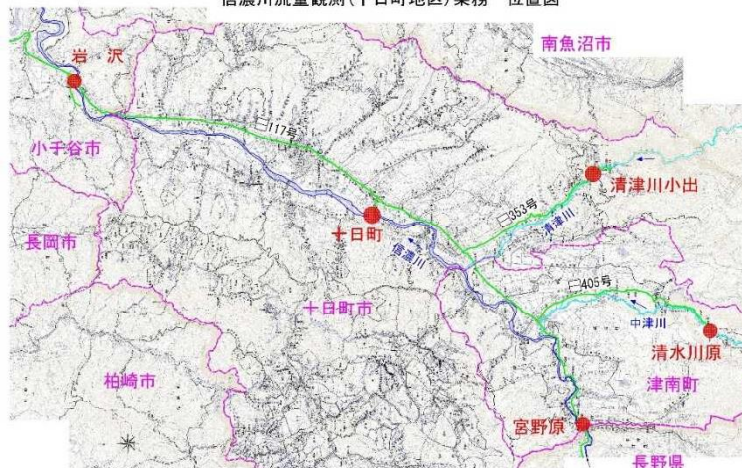 信濃川流量観測(十日町地区)業務 位置図
南魚沼市
岩 沢
117号
小千谷市
清津川小出
353号
清津川
長岡市
十日町
信濃川
405号
十日町市
中津川
清水川原
柏崎市
津南町
宮野原
長野県